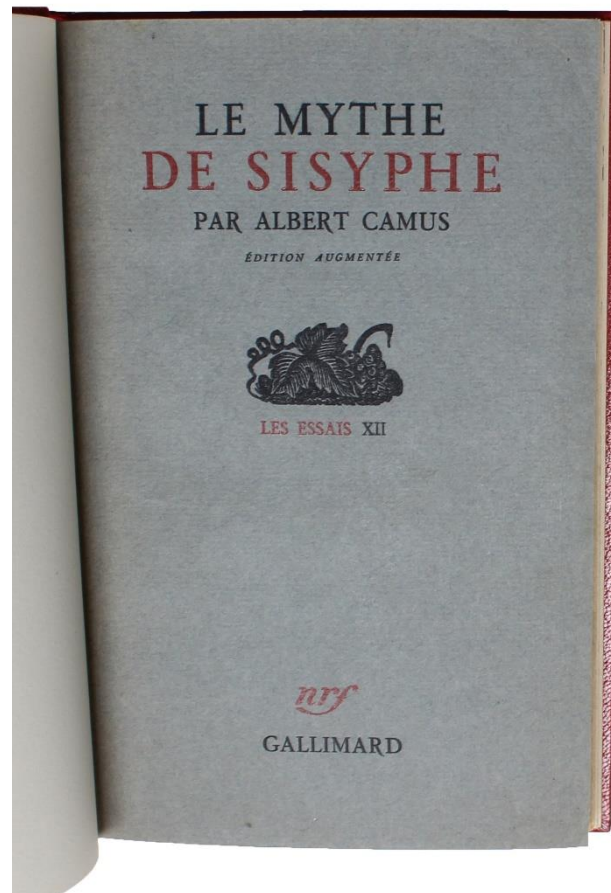 LE MYTHE
DE SISYPHE
PAR ALBERT CAMUS
ÉDITION AUGMENTÉE
LES ESSAIS XII
nrf
GALLIMARD